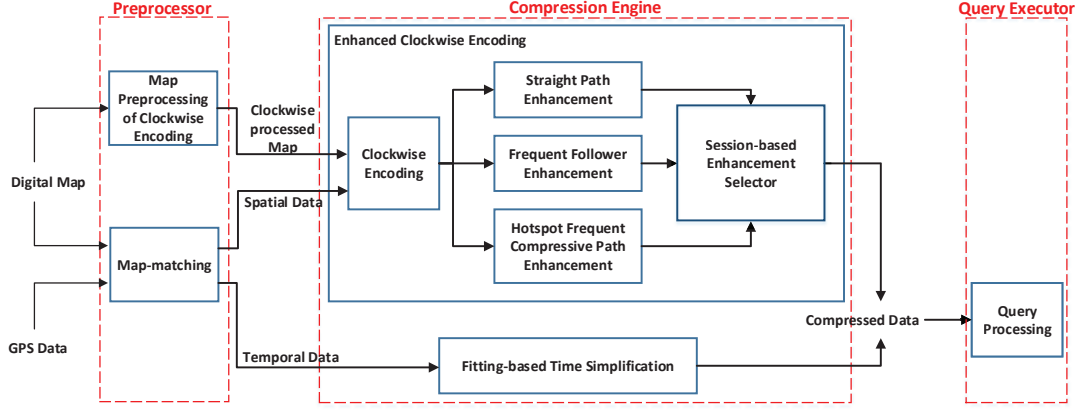 Preprocessor
Compression Engine
Query Executor
Enhanced Clockwise Encoding
Map
Preprocessing
of Clockwise
Encoding
Clockwise
processed
Map
Straight Path
Enhancement
Clockwise
Encoding
Frequent Follower
Enhancement
Session-based
Enhancement
Selector
Digital Map
Spatial Data
Hotspot Frequent
Compressive Path
Enhancement
Map-matching
GPS Data
Temporal Data
Fitting-based Time Simplification
Compressed Data
Query
Processing